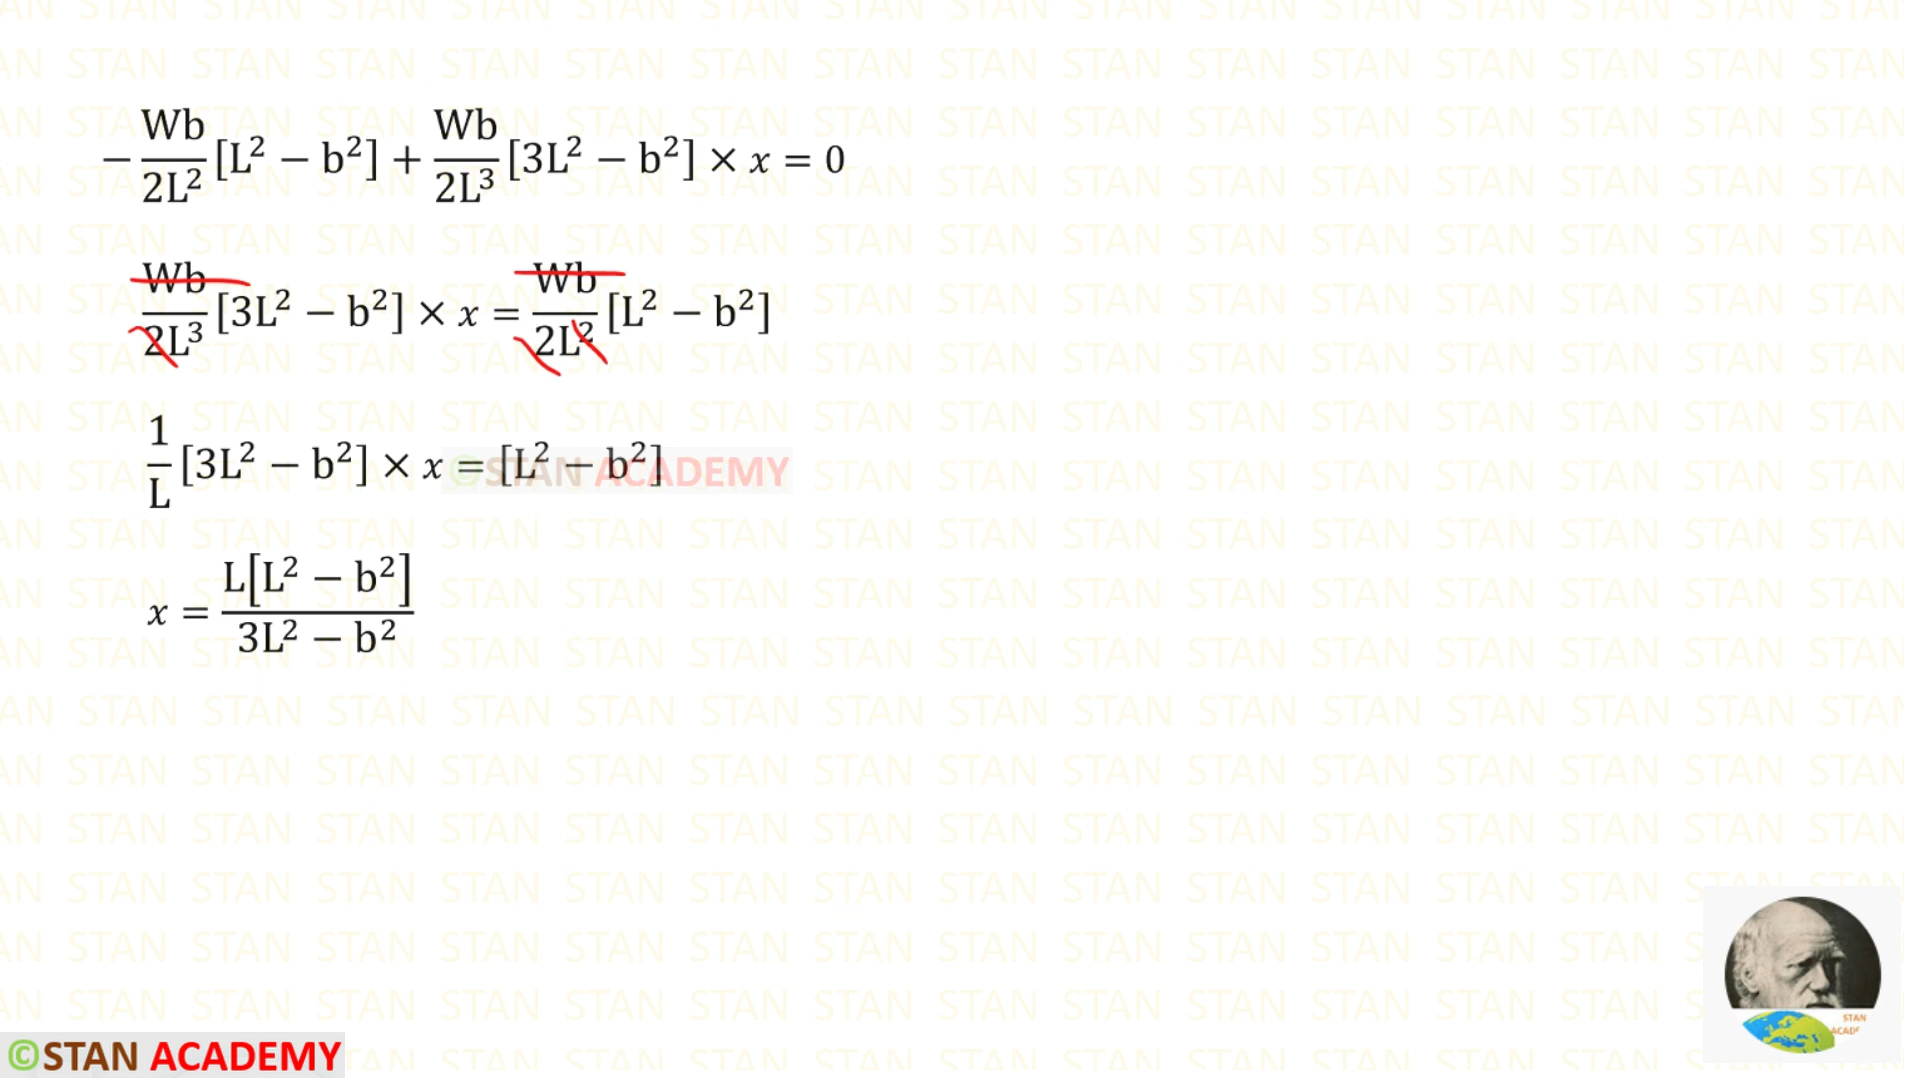 −Wb/2L²[L² − b²] + Wb/2L³[3L² − b²] × x = 0
Wb/2L³[3L² − b²] × x = Wb/2L²[L² − b²]
1/L[3L² − b²] × x = [L² − b²]
©STAN ACADEMY
x = L[L² − b²]/3L² − b²
STAN
©STAN ACADEMY